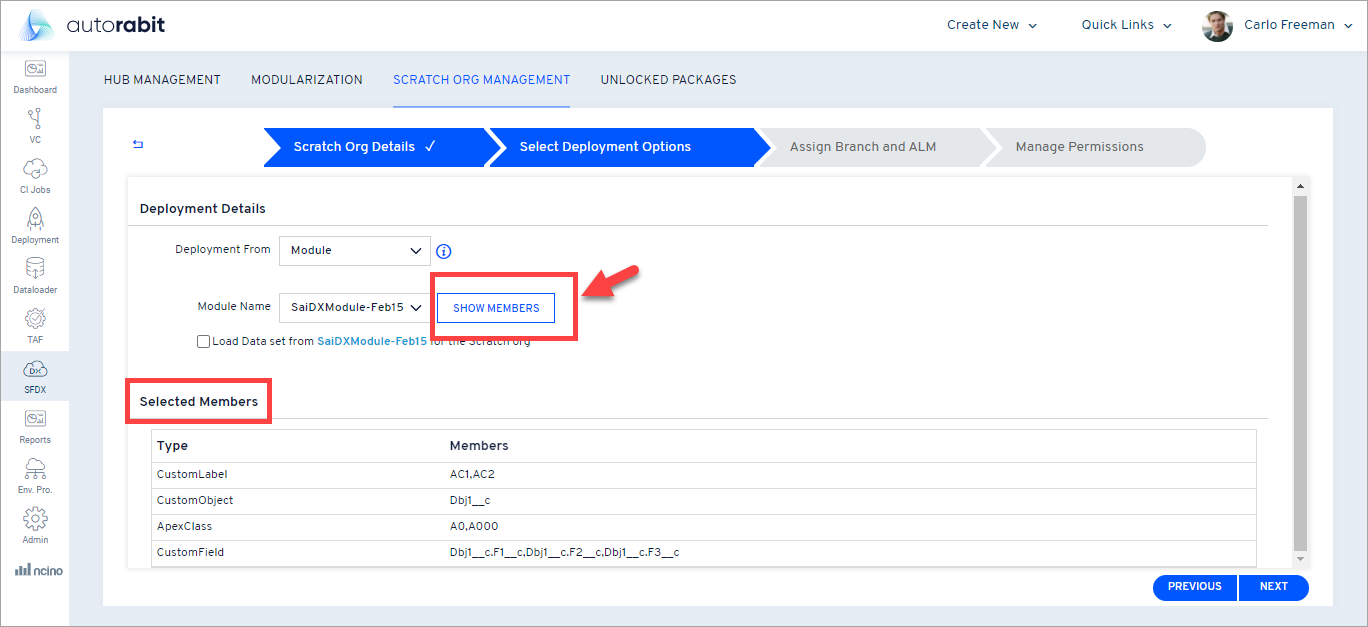 autorabit
Create New
Quick Links
Carlo Freeman
Dashboard
VC
CI Jobs
Deployment
Dataloader
TAF
DX
SFDX
Reports
Env. Pro.
Admin
ncino
HUB MANAGEMENT
MODULARIZATION
SCRATCH ORG MANAGEMENT
UNLOCKED PACKAGES
Scratch Org Details ✓
Select Deployment Options
Assign Branch and ALM
Manage Permissions
Deployment Details
Deployment From
Module
Module Name
SaiDXModule-Feb15
SHOW MEMBERS
Load Data set from SaiDXModule-Feb15 for the Scratch org
Selected Members
Type Members
CustomLabel AC1,AC2
CustomObject Dbj1__c
ApexClass A0,A000
CustomField Dbj1__c.F1__c,Dbj1__c.F2__c,Dbj1__c.F3__c
PREVIOUS
NEXT